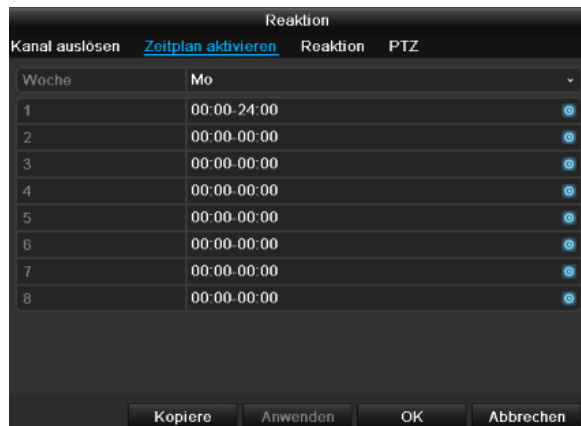 Reaktion
Kanal auslösen Zeitplan aktivieren Reaktion PTZ
Woche Mo
1 00:00-24:00
2 00:00-00:00
3 00:00-00:00
4 00:00-00:00
5 00:00-00:00
6 00:00-00:00
7 00:00-00:00
8 00:00-00:00
Kopiere Anwenden OK Abbrechen